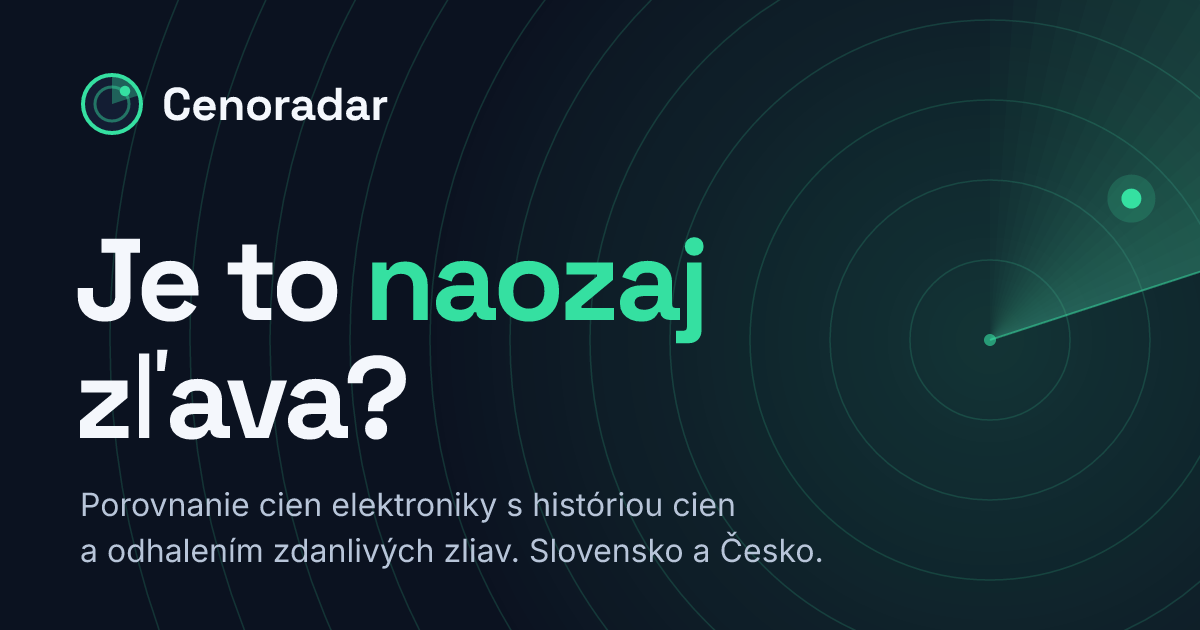 Cenoradar
Je to naozaj
zľava?
Porovnanie cien elektroniky s históriou cien
a odhalením zdanlivých zliav. Slovensko a Česko.